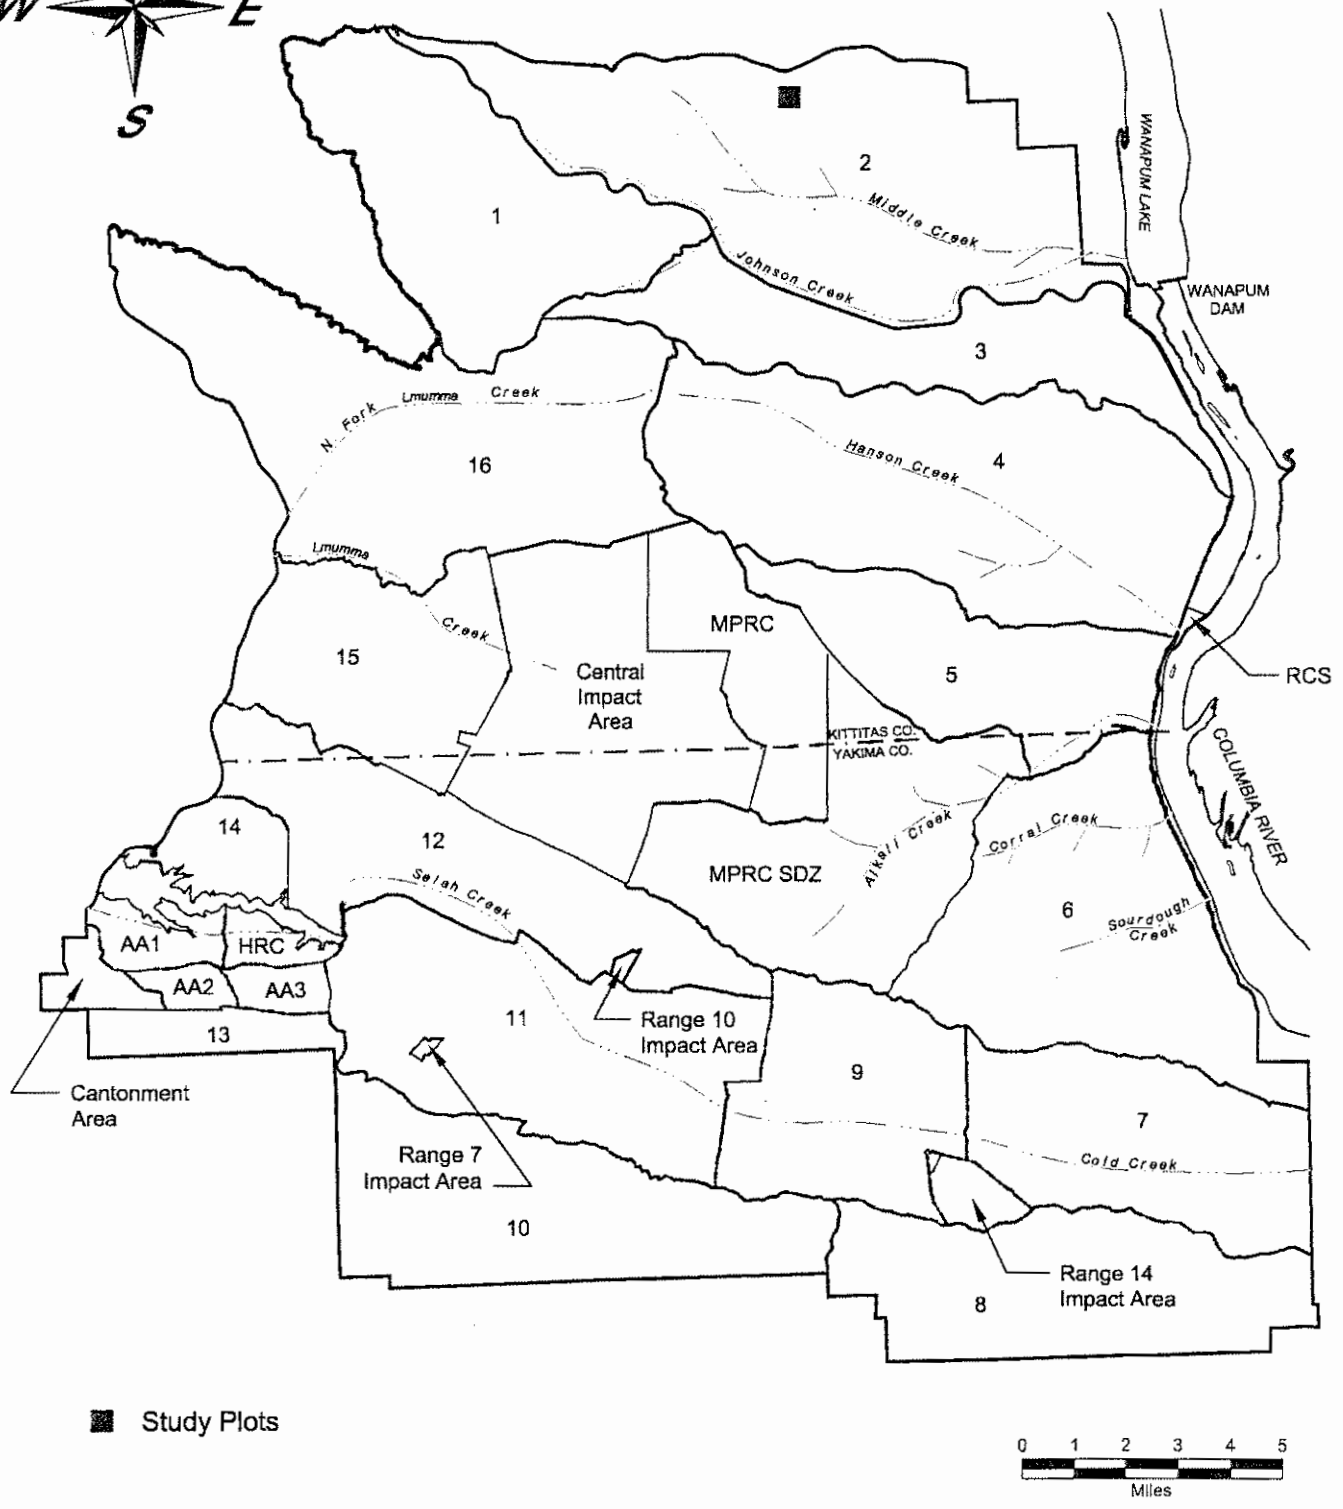 W E
S
WANAPUM LAKE
2
1
Middle Creek
Johnson Creek
WANAPUM
DAM
3
N Fork Lmumma Creek
Hanson Creek
4
16
Lmumma
Creek
MPRC
15
Central
Impact
Area
5
RCS
KITTITAS CO.
YAKIMA CO.
COLUMBIA RIVER
14
12
Alkali Creek
Corral Creek
MPRC SDZ
Selah Creek
6
Sourdough
Creek
AA1
HRC
AA2
AA3
13
11
Range 10
Impact Area
9
Cantonment
Area
7
Range 7
Impact Area
Cold Creek
10
Range 14
Impact Area
8
Study Plots
0 1 2 3 4 5
Miles